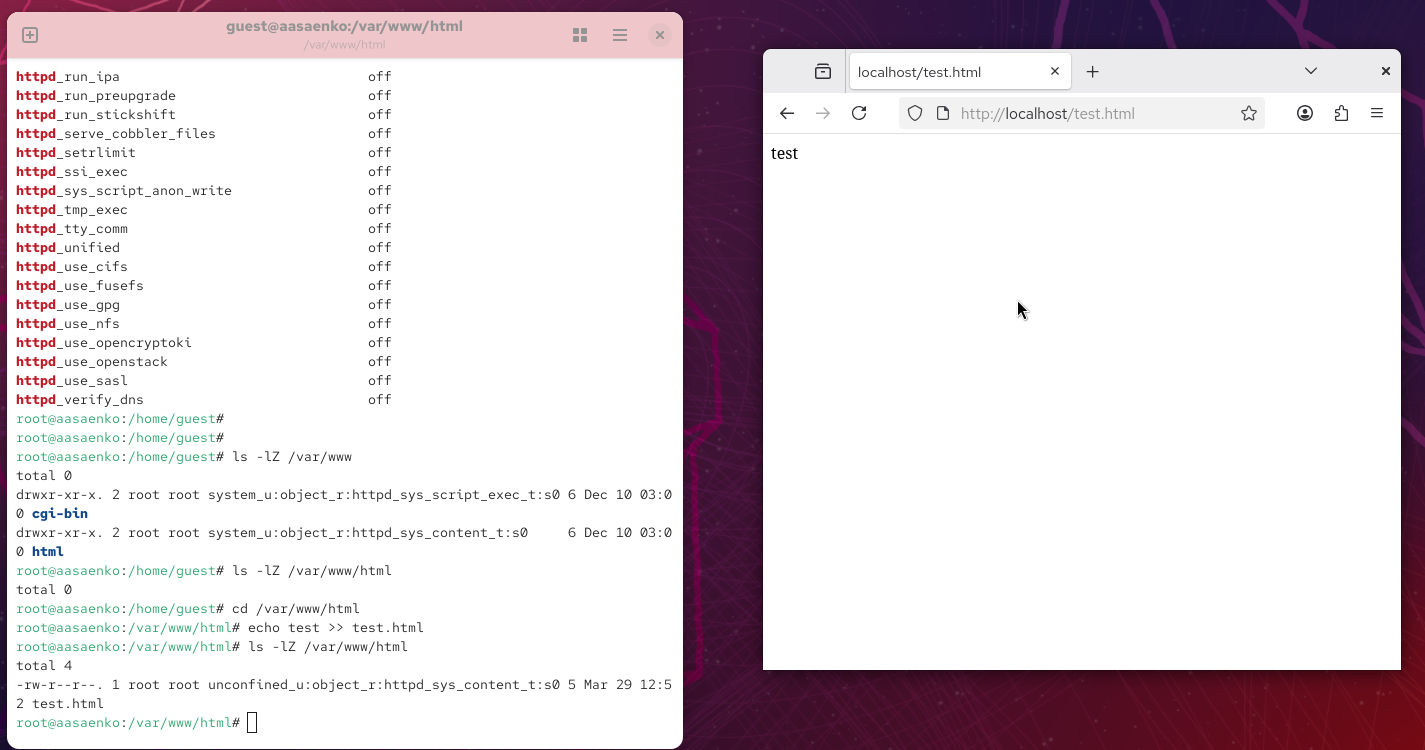 guest@aasaenko:/var/www/html
/var/www/html
httpd_run_ipa                               off
httpd_run_preupgrade                        off
httpd_run_stickshift                        off
httpd_serve_cobbler_files                   off
httpd_setrlimit                             off
httpd_ssi_exec                              off
httpd_sys_script_anon_write                 off
httpd_tmp_exec                              off
httpd_tty_comm                              off
httpd_unified                               off
httpd_use_cifs                              off
httpd_use_fusefs                            off
httpd_use_gpg                               off
httpd_use_nfs                               off
httpd_use_opencryptoki                      off
httpd_use_openstack                         off
httpd_use_sasl                              off
httpd_verify_dns                            off
root@aasaenko:/home/guest#
root@aasaenko:/home/guest#
root@aasaenko:/home/guest# ls -lZ /var/www
total 0
drwxr-xr-x. 2 root root system_u:object_r:httpd_sys_script_exec_t:s0 6 Dec 10 03:0
0 cgi-bin
drwxr-xr-x. 2 root root system_u:object_r:httpd_sys_content_t:s0     6 Dec 10 03:0
0 html
root@aasaenko:/home/guest# ls -lZ /var/www/html
total 0
root@aasaenko:/home/guest# cd /var/www/html
root@aasaenko:/var/www/html# echo test >> test.html
root@aasaenko:/var/www/html# ls -lZ /var/www/html
total 4
-rw-r--r--. 1 root root unconfined_u:object_r:httpd_sys_content_t:s0 5 Mar 29 12:5
2 test.html
root@aasaenko:/var/www/html#
localhost/test.html
http://localhost/test.html
test